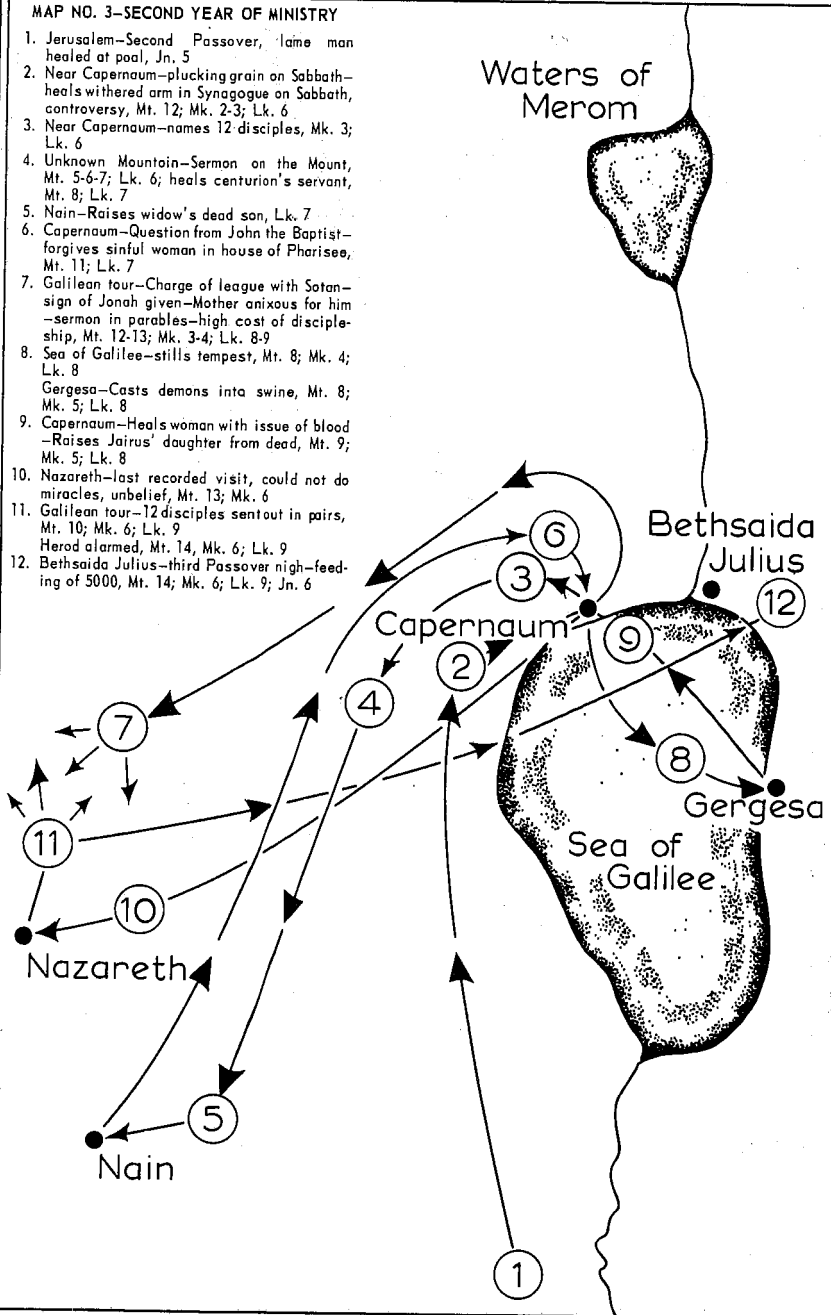 MAP NO. 3–SECOND YEAR OF MINISTRY
1. Jerusalem–Second Passover, lame man
healed at pool, Jn. 5
2. Near Capernaum–plucking grain on Sabbath–
heals withered arm in Synagogue on Sabbath,
controversy, Mt. 12; Mk. 2-3; Lk. 6
3. Near Capernaum–names 12 disciples, Mk. 3;
Lk. 6
4. Unknown Mountain–Sermon on the Mount,
Mt. 5-6-7; Lk. 6; heals centurion's servant,
Mt. 8; Lk. 7
5. Nain–Raises widow's dead son, Lk. 7
6. Capernaum–Question from John the Baptist–
forgives sinful woman in house of Pharisee,
Mt. 11; Lk. 7
7. Galilean tour–Charge of league with Satan–
sign of Jonah given–Mother anixous for him
–sermon in parables–high cost of disciple-
ship, Mt. 12-13; Mk. 3-4; Lk. 8-9
8. Sea of Galilee–stills tempest, Mt. 8; Mk. 4;
Lk. 8
Gergesa–Casts demons into swine, Mt. 8;
Mk. 5; Lk. 8
9. Capernaum–Heals woman with issue of blood
–Raises Jairus' daughter from dead, Mt. 9;
Mk. 5; Lk. 8
10. Nazareth–last recorded visit, could not do
miracles, unbelief, Mt. 13; Mk. 6
11. Galilean tour–12 disciples sent out in pairs,
Mt. 10; Mk. 6; Lk. 9
Herod alarmed, Mt. 14, Mk. 6; Lk. 9
12. Bethsaida Julius–third Passover nigh–feed-
ing of 5000, Mt. 14; Mk. 6; Lk. 9; Jn. 6
Waters of
Merom
Bethsaida
Julius
12
6
3
Capernaum
9
2
4
7
8
Gergesa
11
Sea of
Galilee
10
Nazareth
5
Nain
1